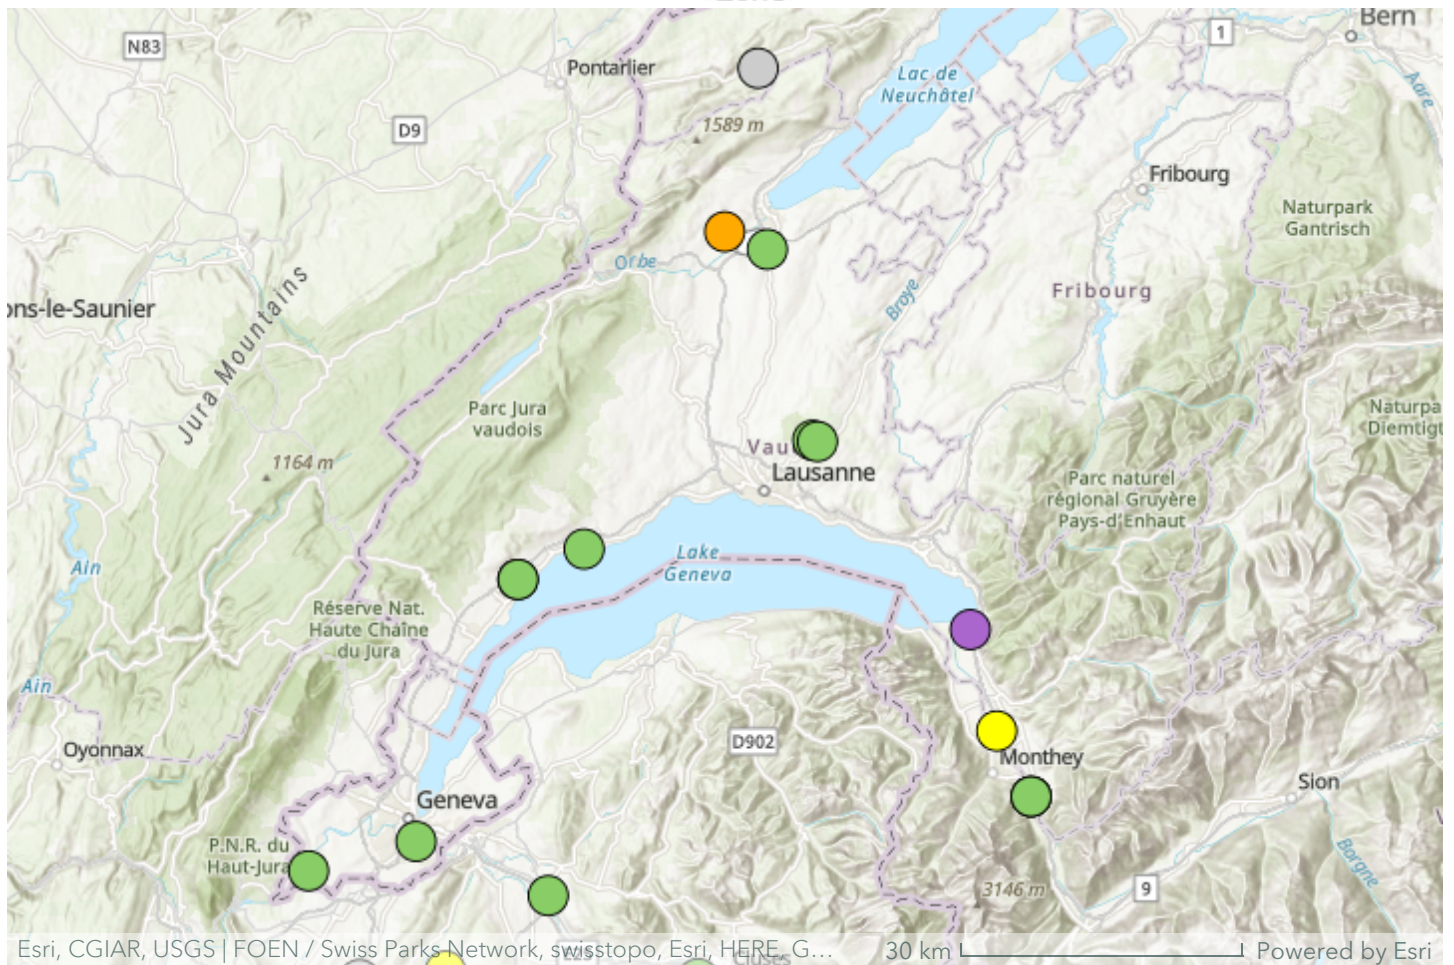 Bern
N83
1
Pontarlier
Lac de
Neuchâtel
Aare
D9
1589 m
Fribourg
Naturpark
Gantrisch
Orbe
Broye
Fribourg
ons-le-Saunier
Jura Mountains
Parc Jura
vaudois
Naturpa
Diemtigt
Vau
Lausanne
1164 m
Parc naturel
régional Gruyère
Pays-d'Enhaut
Lake
Geneva
Ain
Réserve Nat.
Haute Chaîne
du Jura
Ain
Oyonnax
D902
Monthey
Sion
Geneva
P.N.R. du
Haut-Jura
Borgne
3146 m
9
Esri, CGIAR, USGS | FOEN / Swiss Parks Network, swisstopo, Esri, HERE, G...
30 km
Powered by Esri
Cluses